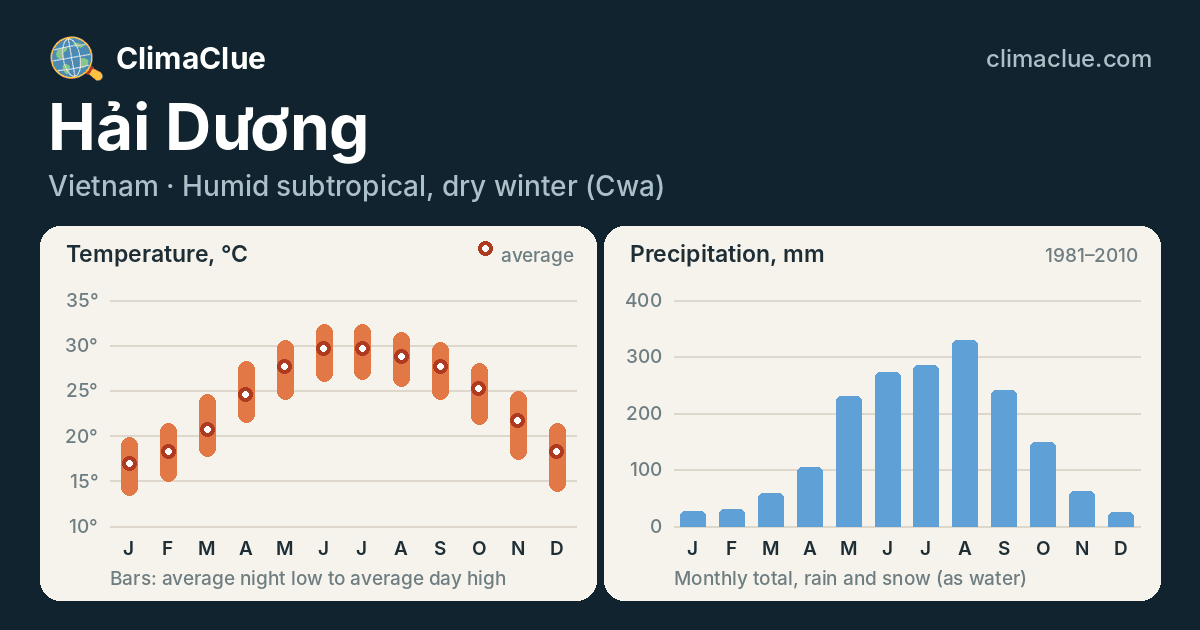 ClimaClue
climaclue.com
Hải Dương
Vietnam · Humid subtropical, dry winter (Cwa)
Temperature, °C
average
35°
30°
25°
20°
15°
10°
J F M A M J J A S O N D
Bars: average night low to average day high
Precipitation, mm
1981–2010
400
300
200
100
0
J F M A M J J A S O N D
Monthly total, rain and snow (as water)